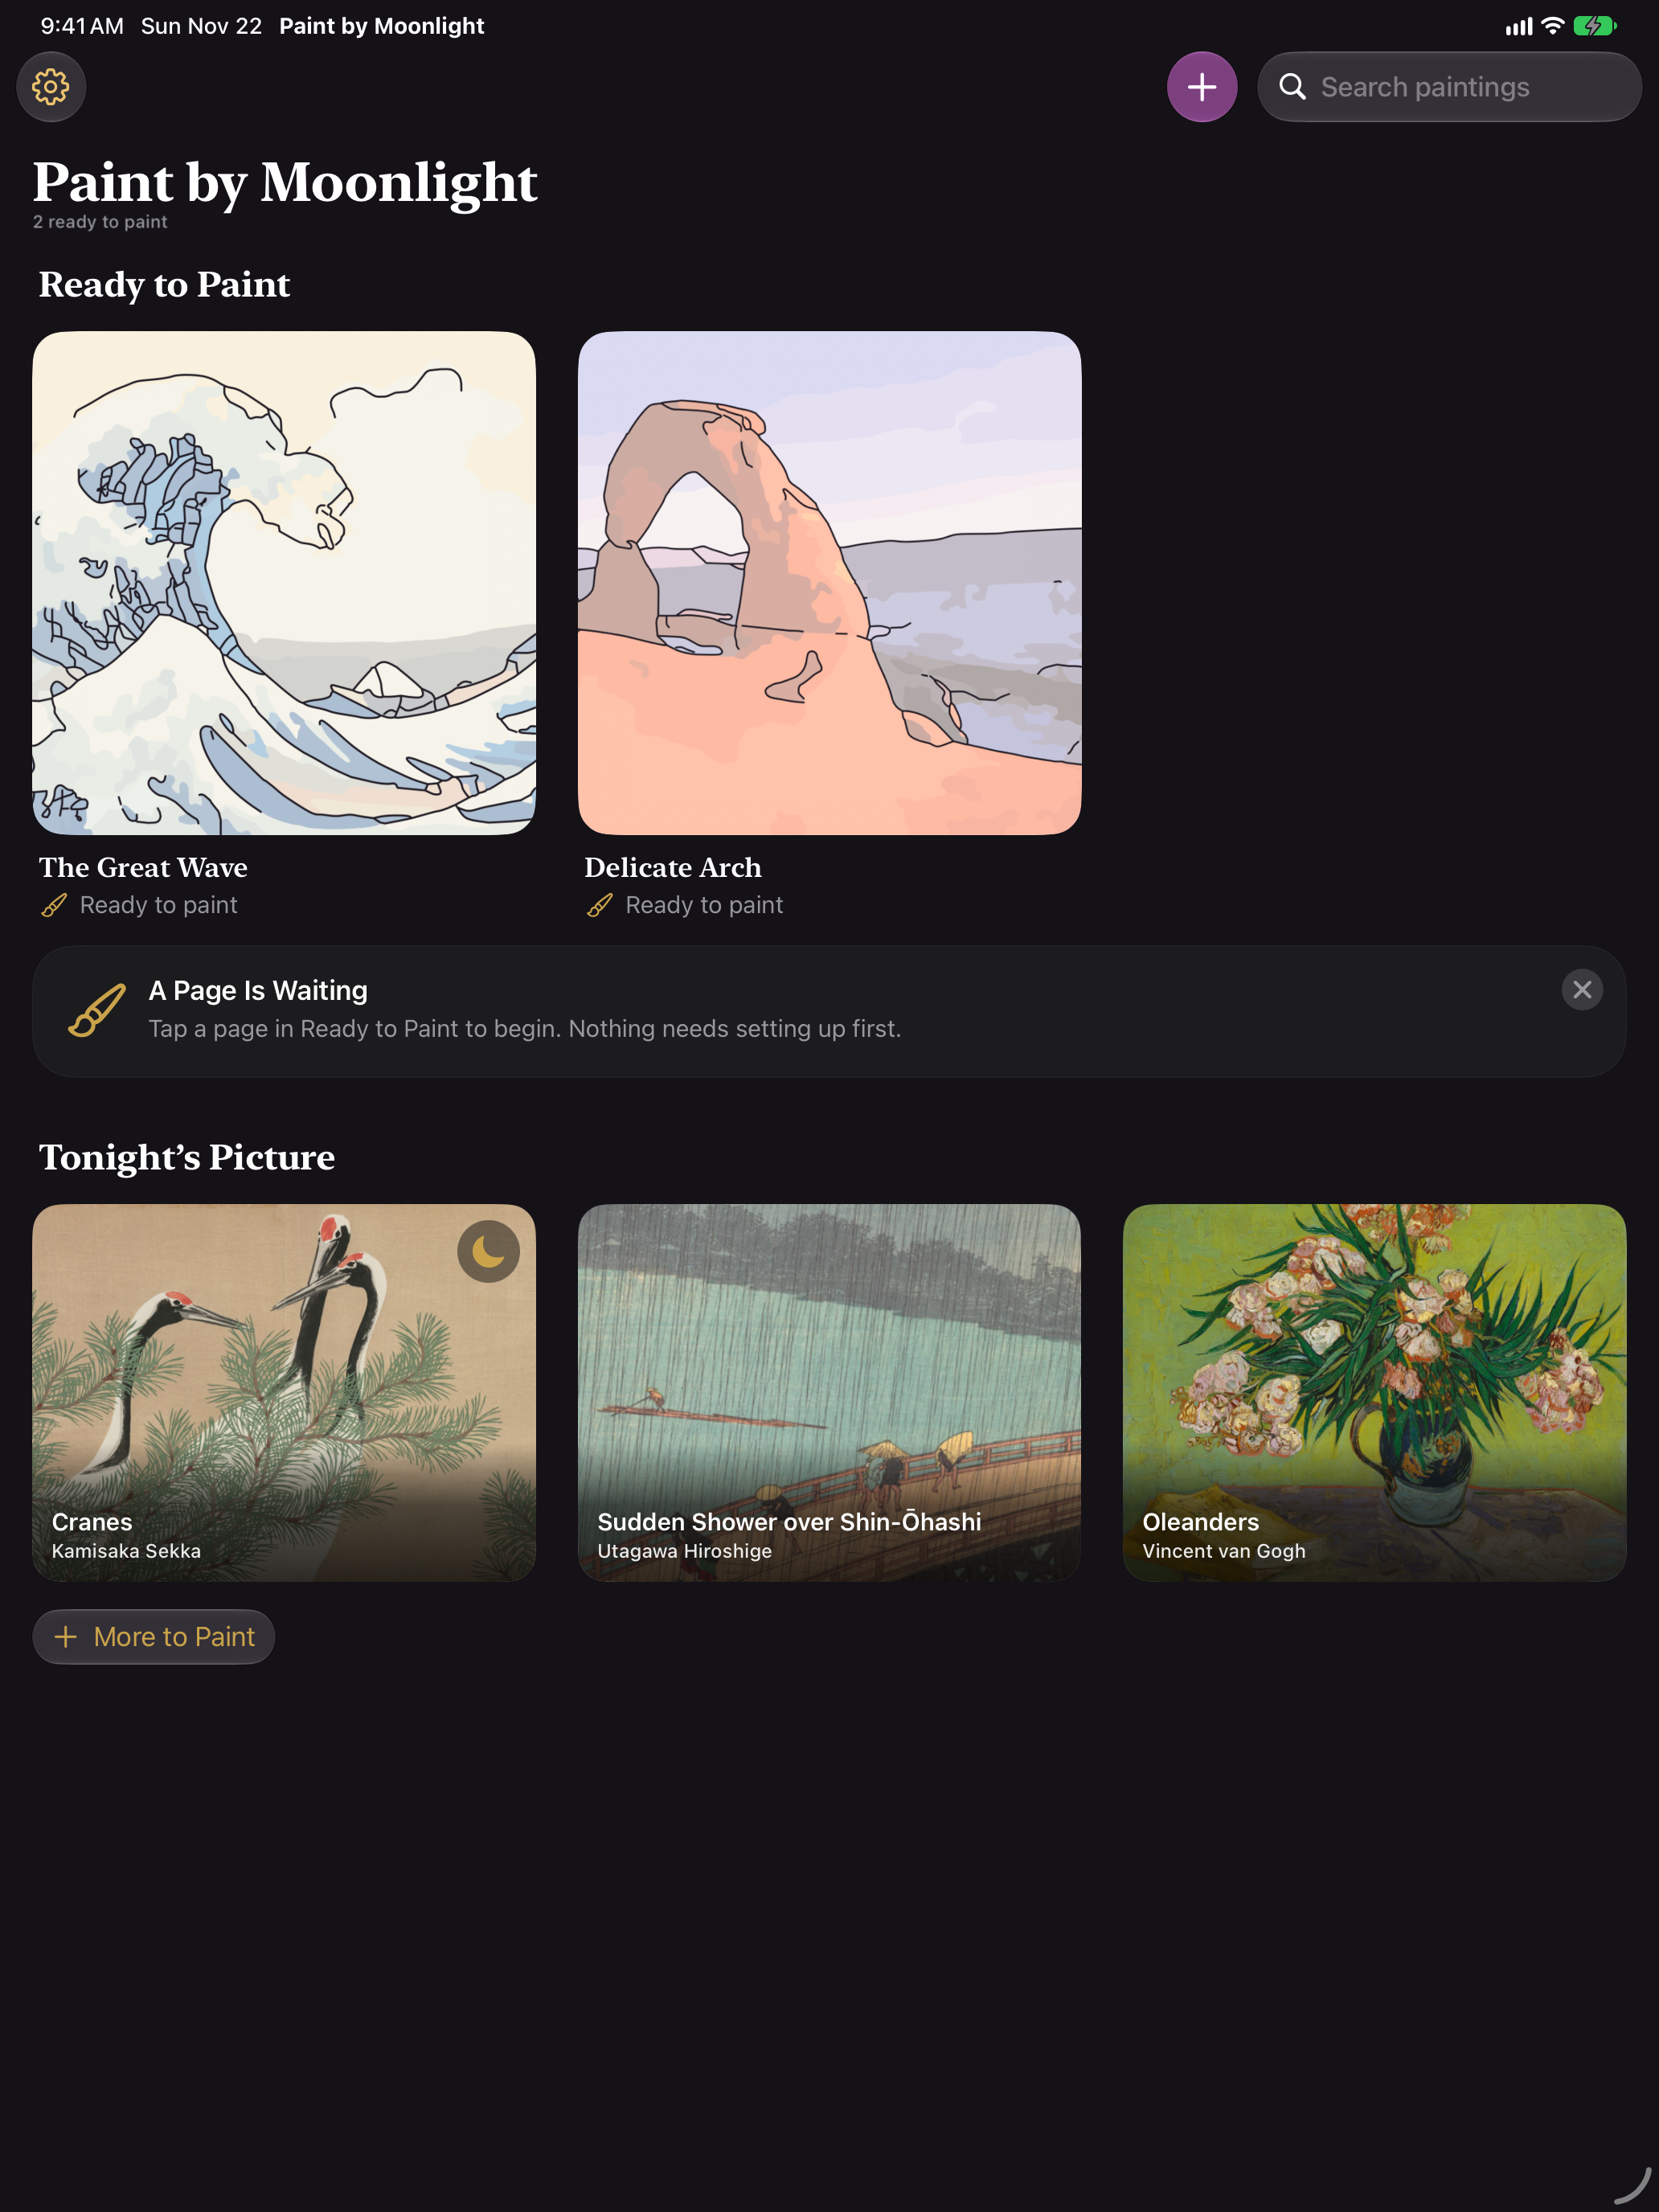 9:41 AM Sun Nov 22 Paint by Moonlight
Search paintings
Paint by Moonlight
2 ready to paint
Ready to Paint
The Great Wave
Ready to paint
Delicate Arch
Ready to paint
A Page Is Waiting
Tap a page in Ready to Paint to begin. Nothing needs setting up first.
Tonight’s Picture
Cranes
Kamisaka Sekka
Sudden Shower over Shin-Ōhashi
Utagawa Hiroshige
Oleanders
Vincent van Gogh
More to Paint